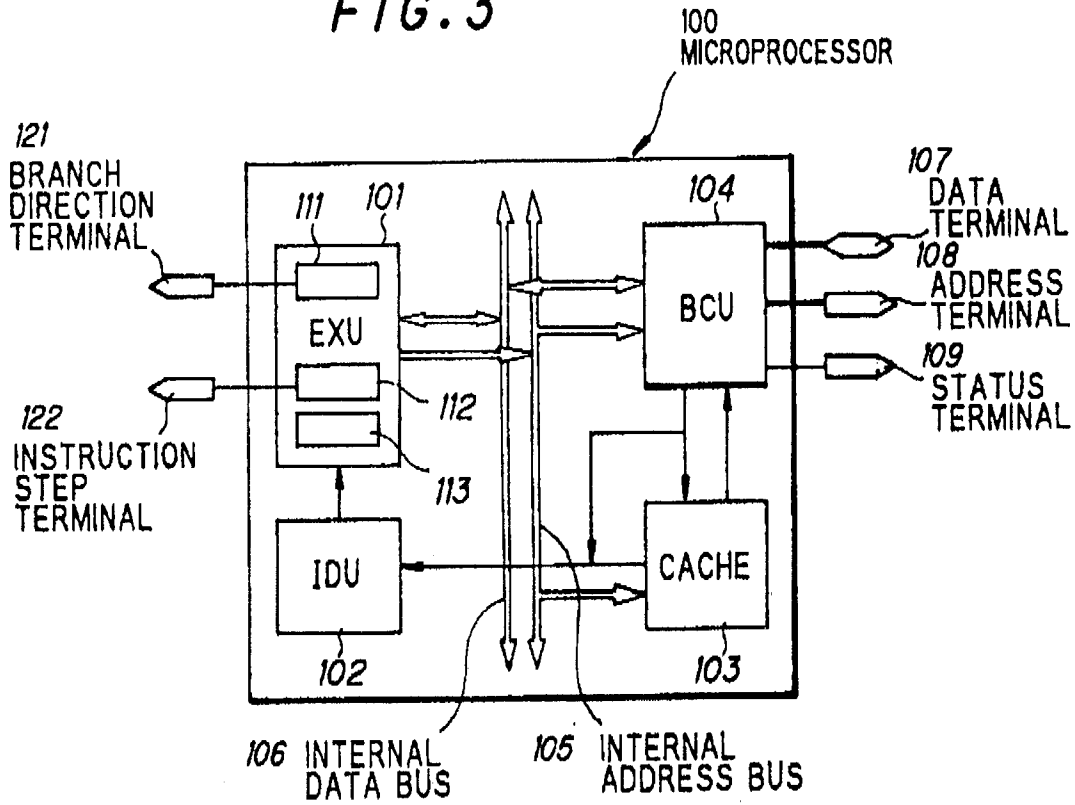 FIG. 3
100
MICROPROCESSOR
121
BRANCH
DIRECTION
TERMINAL
111
101
104
107
DATA
TERMINAL
108
ADDRESS
TERMINAL
EXU
BCU
109
STATUS
TERMINAL
112
122
INSTRUCTION
STEP
TERMINAL
113
IDU
CACHE
102
103
106 INTERNAL
DATA BUS
105 INTERNAL
ADDRESS BUS